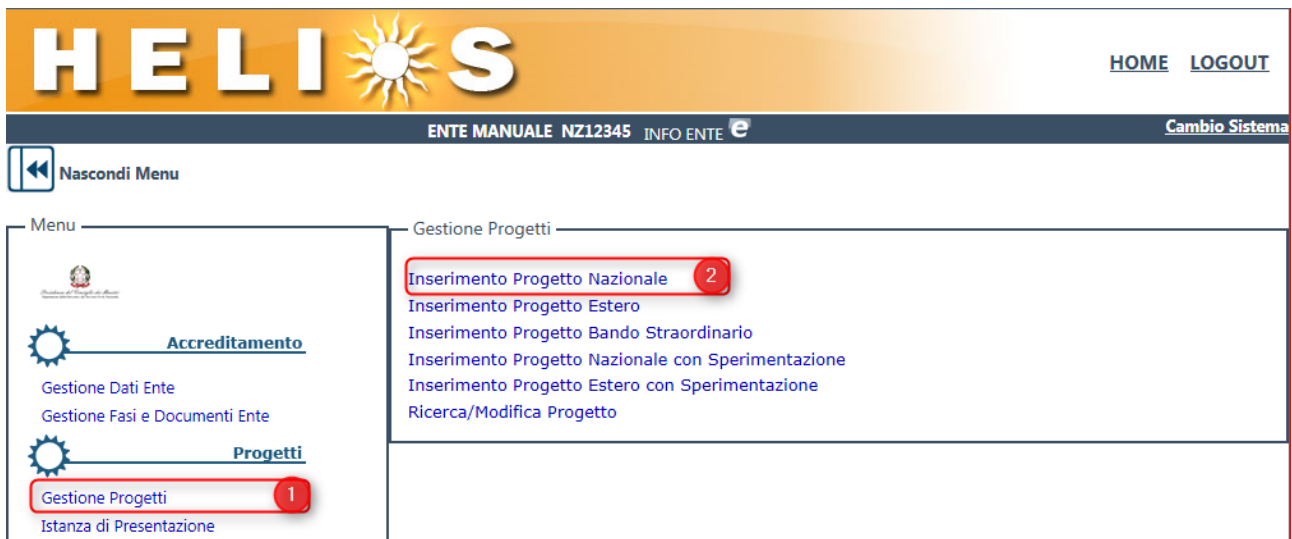 HELIOS
HOME LOGOUT
ENTE MANUALE NZ12345 INFO ENTE e
Cambio Sistema
Nascondi Menu
Menu
Accreditamento
Gestione Dati Ente
Gestione Fasi e Documenti Ente
Progetti
Gestione Progetti 1
Istanza di Presentazione
Gestione Progetti
Inserimento Progetto Nazionale 2
Inserimento Progetto Estero
Inserimento Progetto Bando Straordinario
Inserimento Progetto Nazionale con Sperimentazione
Inserimento Progetto Estero con Sperimentazione
Ricerca/Modifica Progetto